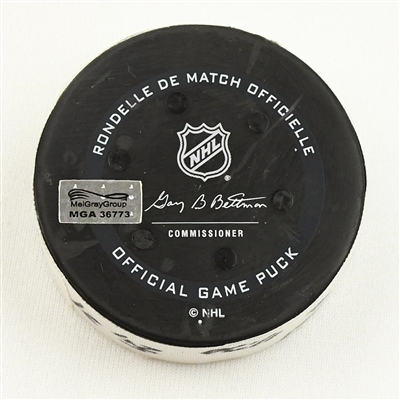 RONDELLE DE MATCH OFFICIELLE
NHL
MeiGrayGroup
MGA 36773
Gary B Bettman
COMMISSIONER
OFFICIAL GAME PUCK
© NHL